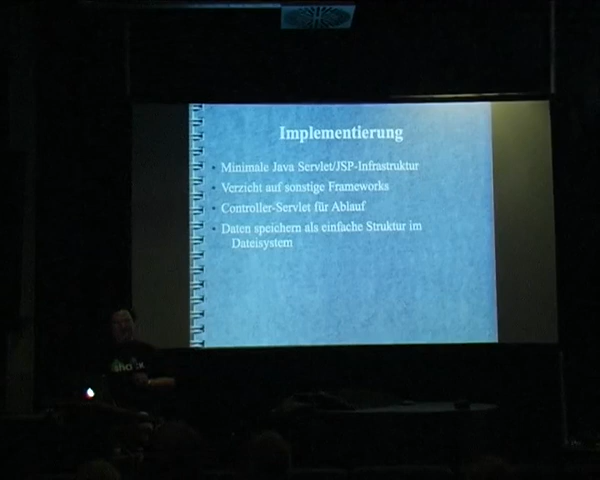 Implementierung
• Minimale Java Servlet/JSP-Infrastruktur
• Verzicht auf sonstige Frameworks
• Controller-Servlet für Ablauf
• Daten speichern als einfache Struktur im
Dateisystem